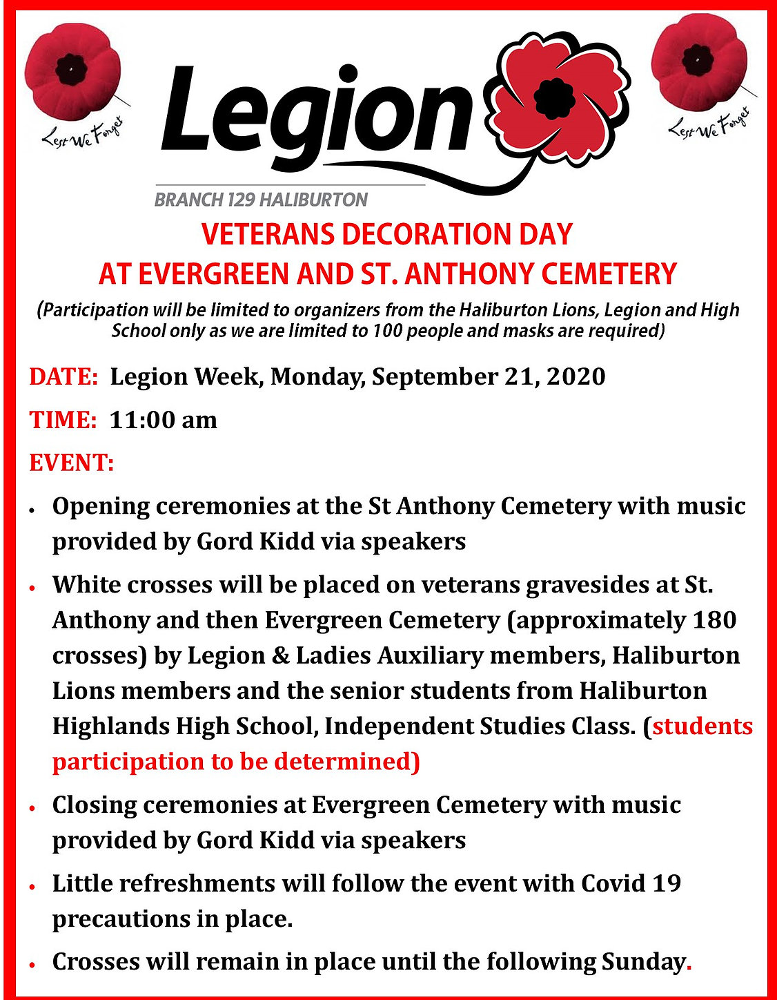 Lest We Forget
Legion
Lest We Forget
BRANCH 129 HALIBURTON
VETERANS DECORATION DAY
AT EVERGREEN AND ST. ANTHONY CEMETERY
(Participation will be limited to organizers from the Haliburton Lions, Legion and High
School only as we are limited to 100 people and masks are required)
DATE: Legion Week, Monday, September 21, 2020
TIME: 11:00 am
EVENT:
• Opening ceremonies at the St Anthony Cemetery with music
provided by Gord Kidd via speakers
• White crosses will be placed on veterans gravesides at St.
Anthony and then Evergreen Cemetery (approximately 180
crosses) by Legion & Ladies Auxiliary members, Haliburton
Lions members and the senior students from Haliburton
Highlands High School, Independent Studies Class. (students
participation to be determined)
• Closing ceremonies at Evergreen Cemetery with music
provided by Gord Kidd via speakers
• Little refreshments will follow the event with Covid 19
precautions in place.
• Crosses will remain in place until the following Sunday.